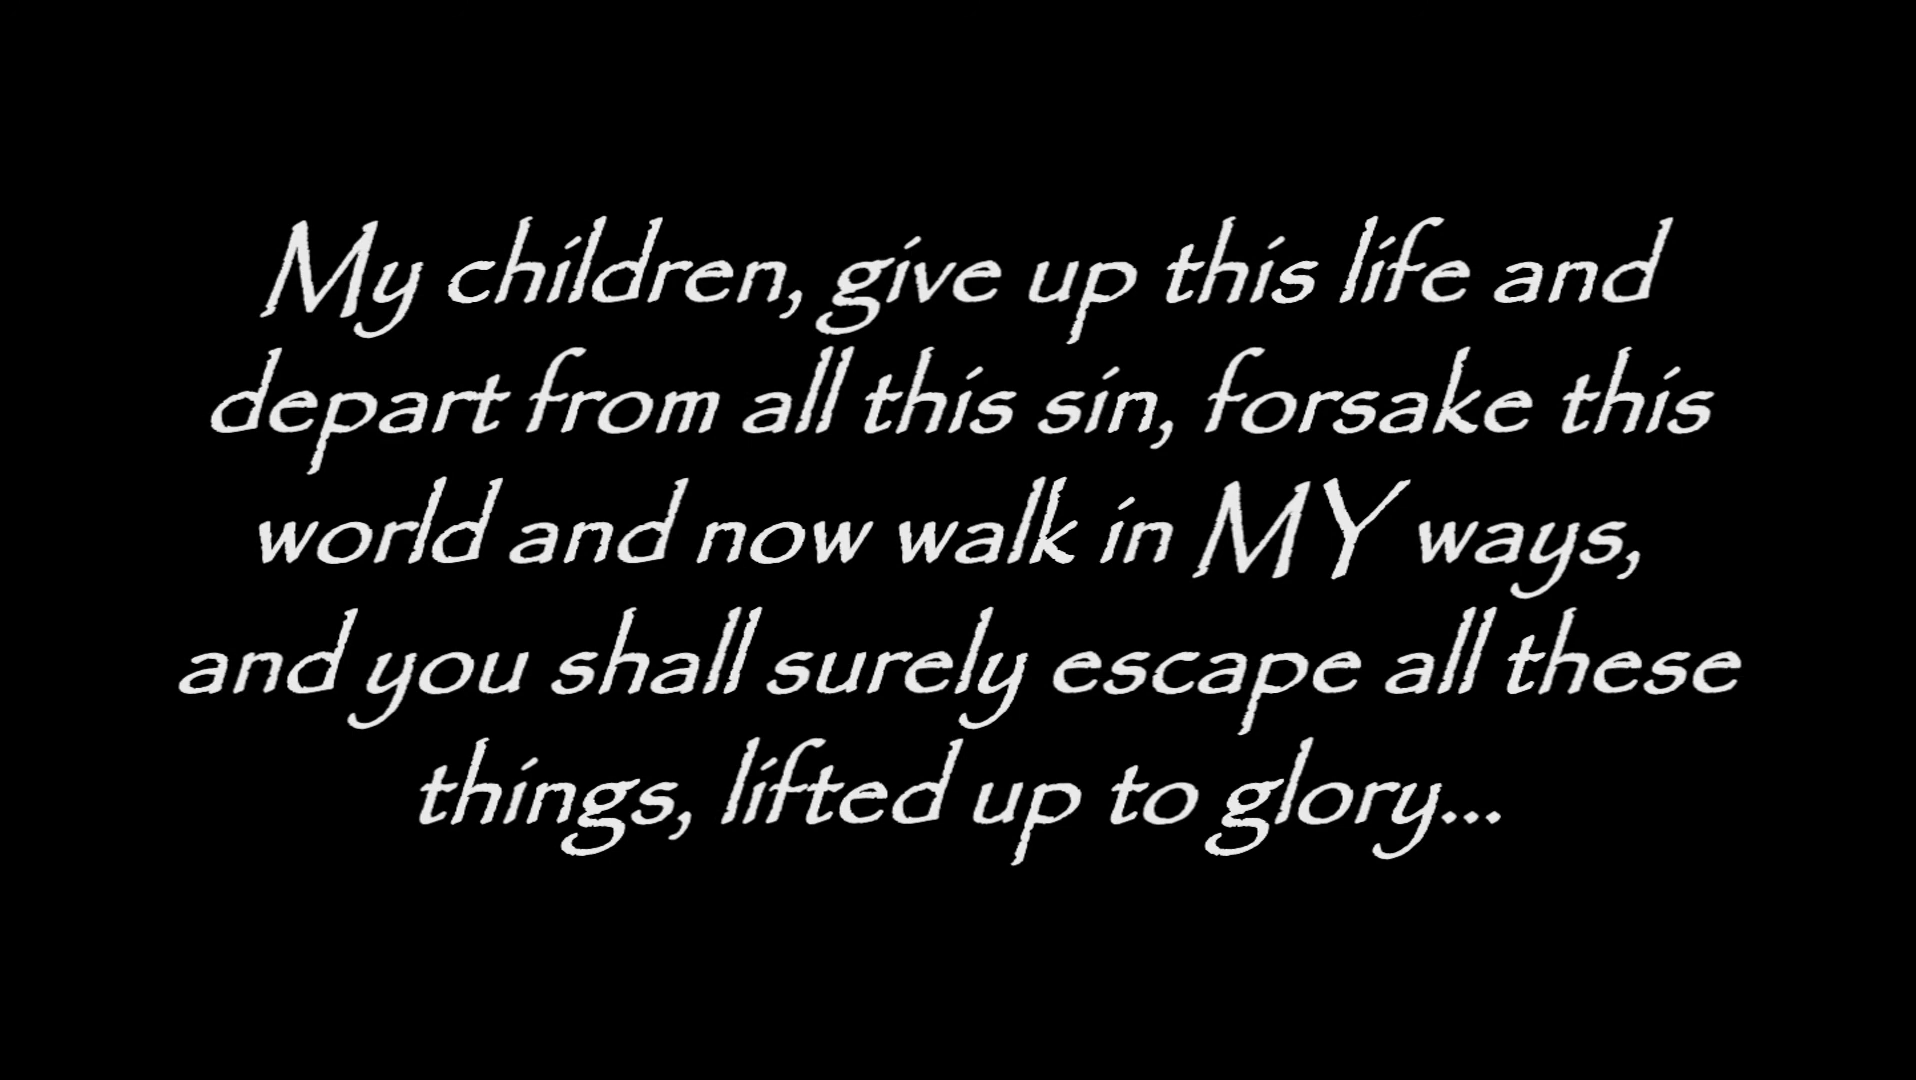 My children, give up this life and
depart from all this sin, forsake this
world and now walk in MY ways,
and you shall surely escape all these
things, lifted up to glory...